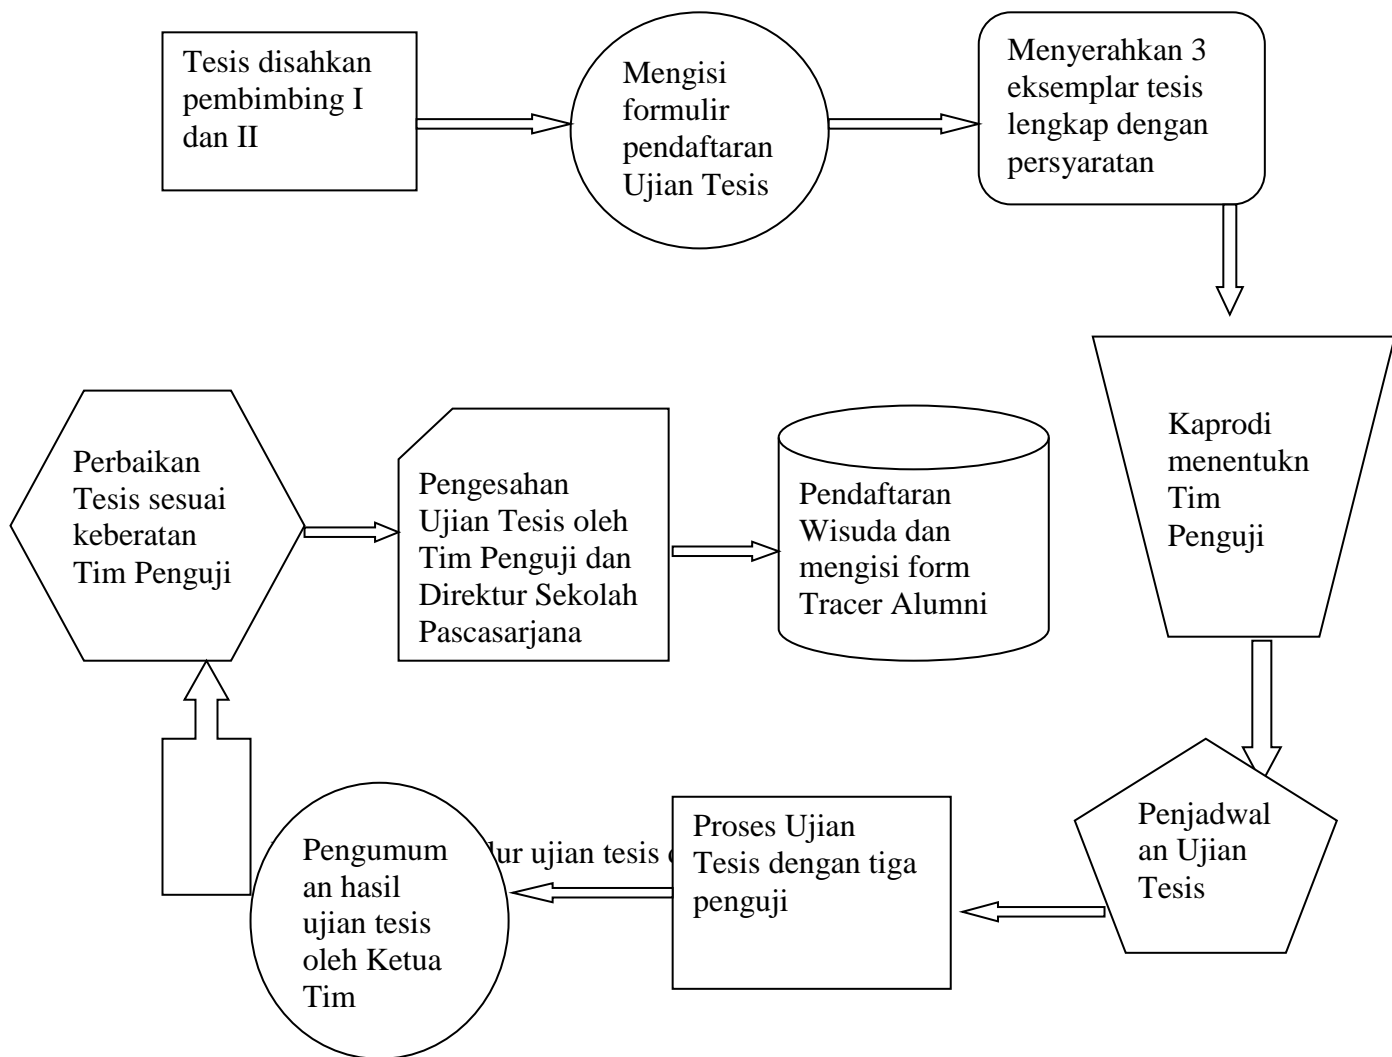 Tesis disahkan
pembimbing I
dan II
Mengisi
formulir
pendaftaran
Ujian Tesis
Menyerahkan 3
eksemplar tesis
lengkap dengan
persyaratan
Kaprodi
menentukn
Tim
Penguji
Penjadwal
an Ujian
Tesis
Proses Ujian
Tesis dengan tiga
penguji
ujian tesis
Pengumum
an hasil
ujian tesis
oleh Ketua
Tim
Perbaikan
Tesis sesuai
keberatan
Tim Penguji
Pengesahan
Ujian Tesis oleh
Tim Penguji dan
Direktur Sekolah
Pascasarjana
Pendaftaran
Wisuda dan
mengisi form
Tracer Alumni